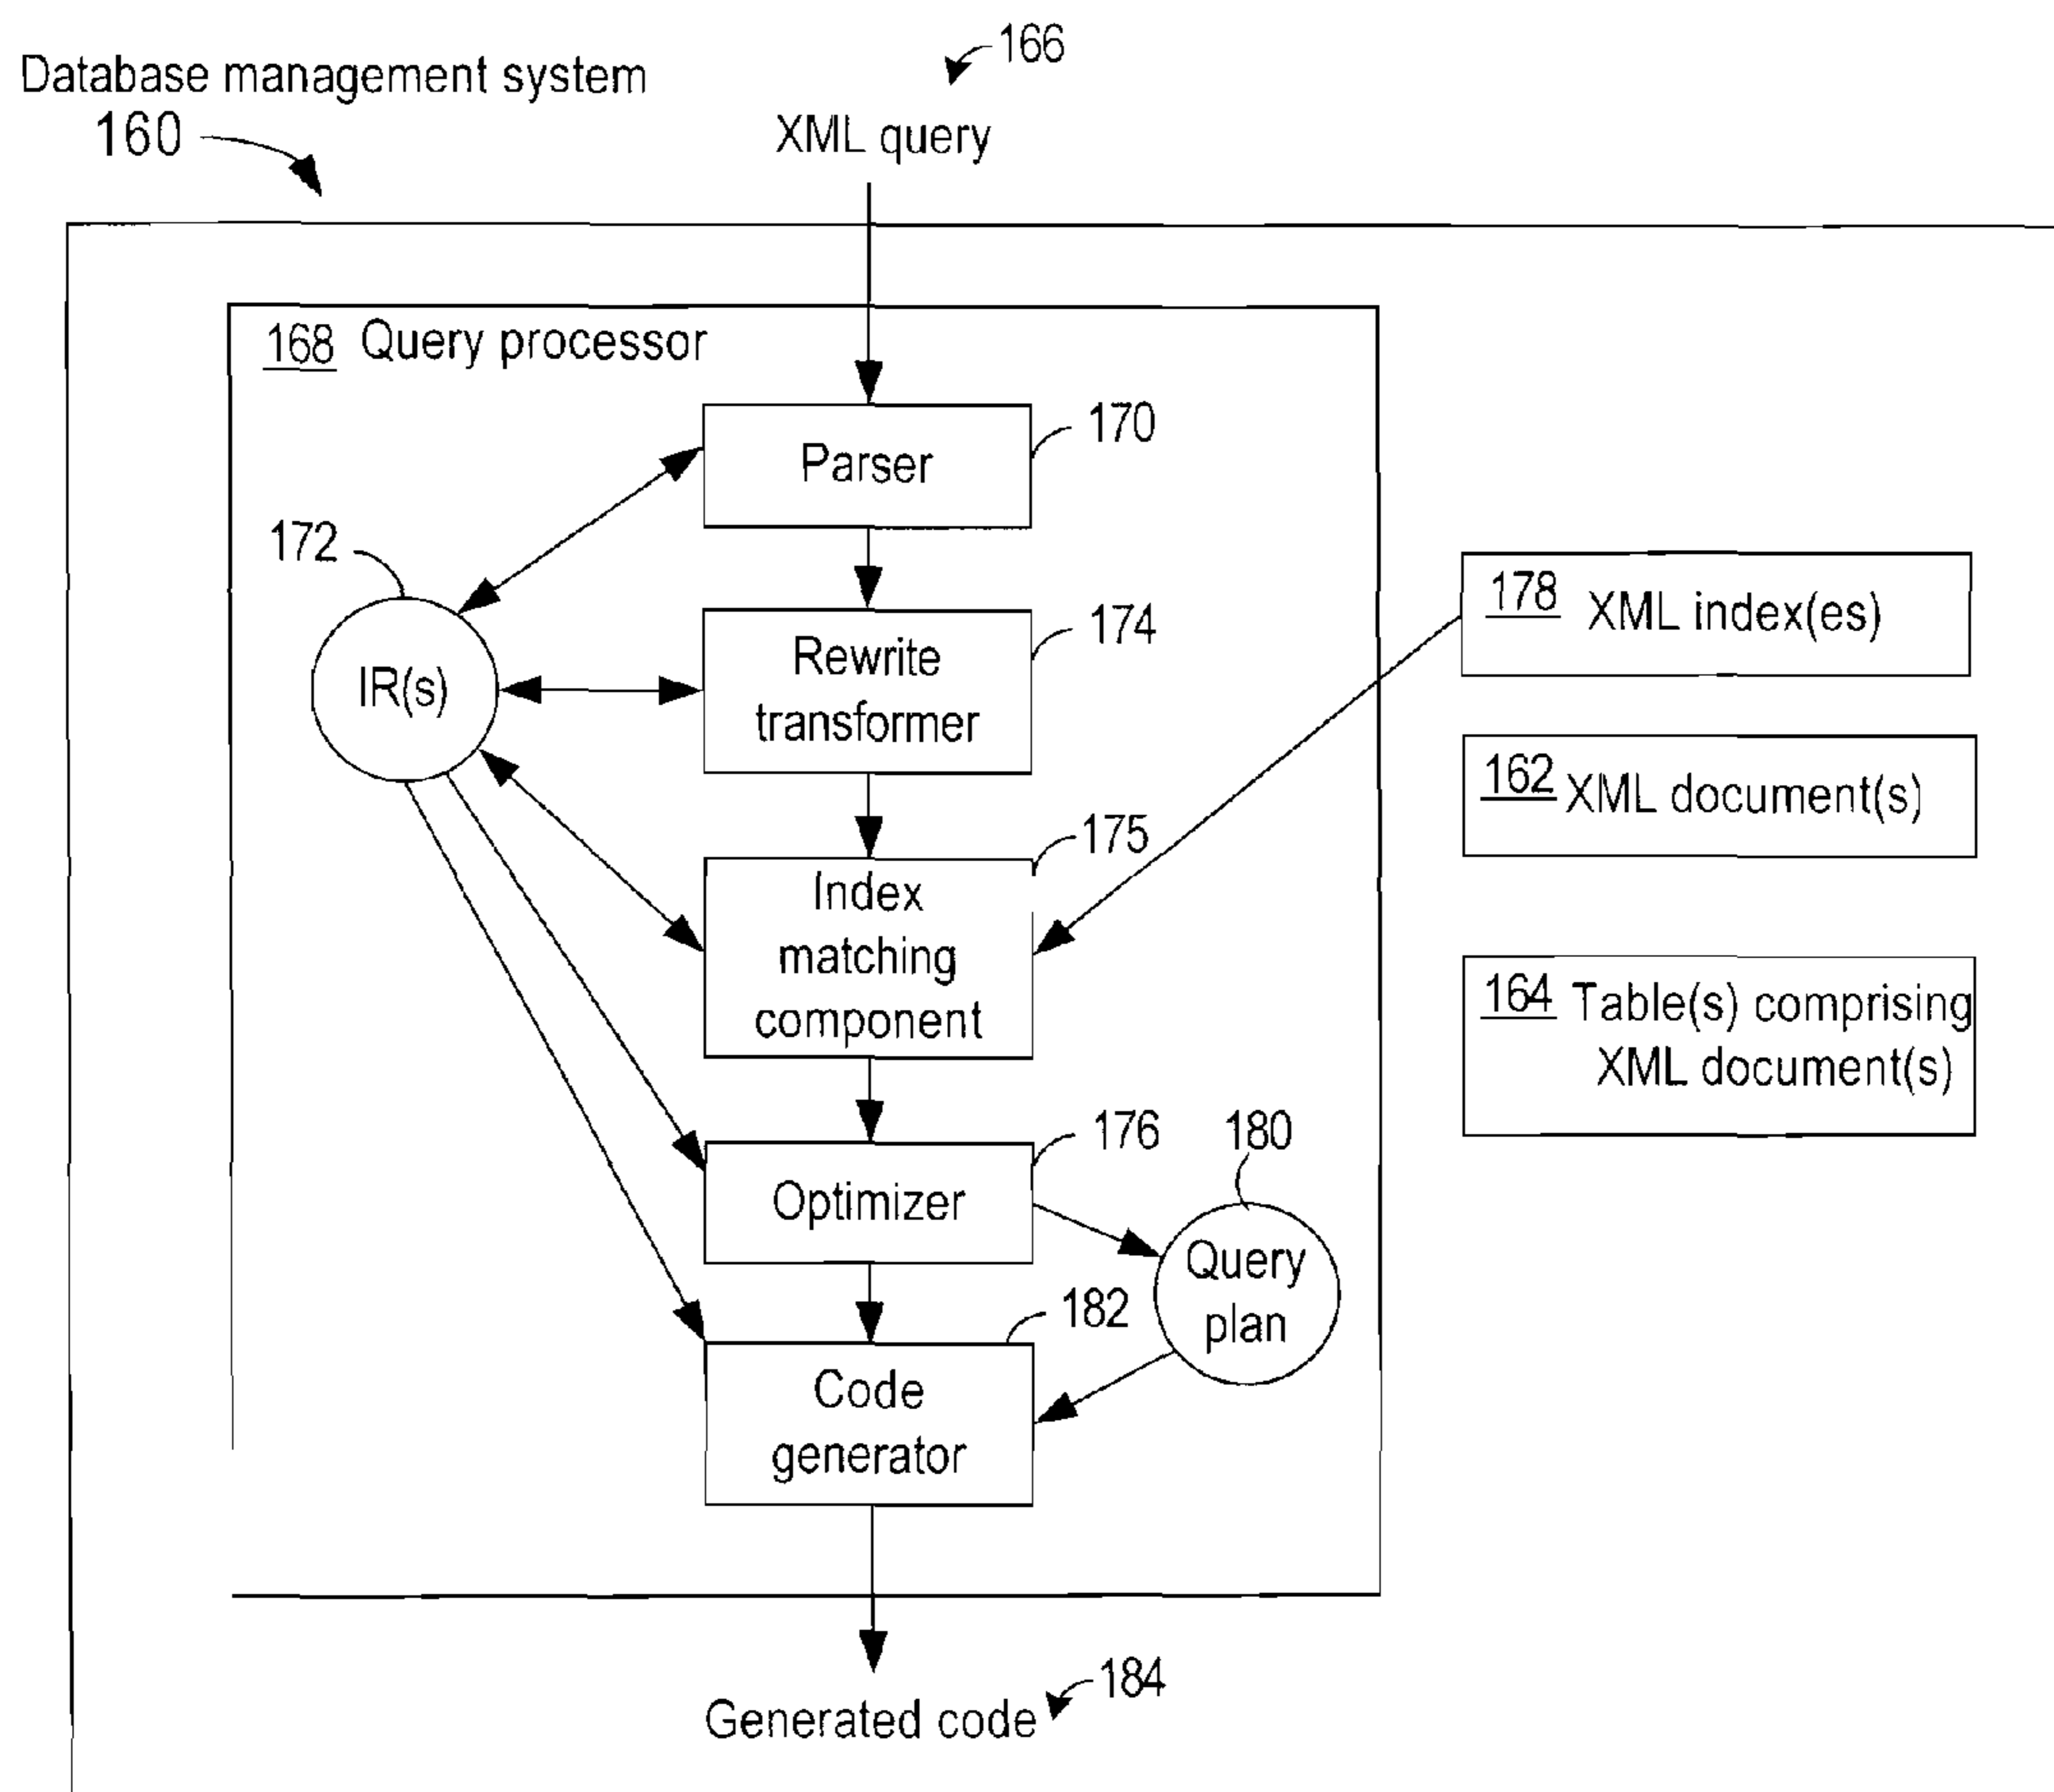 Database management system
160
166
XML query
168 Query processor
170
Parser
172
IR(s)
174
Rewrite
transformer
178 XML index(es)
162 XML document(s)
175
Index
matching
component
164 Table(s) comprising
XML document(s)
176
Optimizer
180
Query
plan
182
Code
generator
Generated code
184